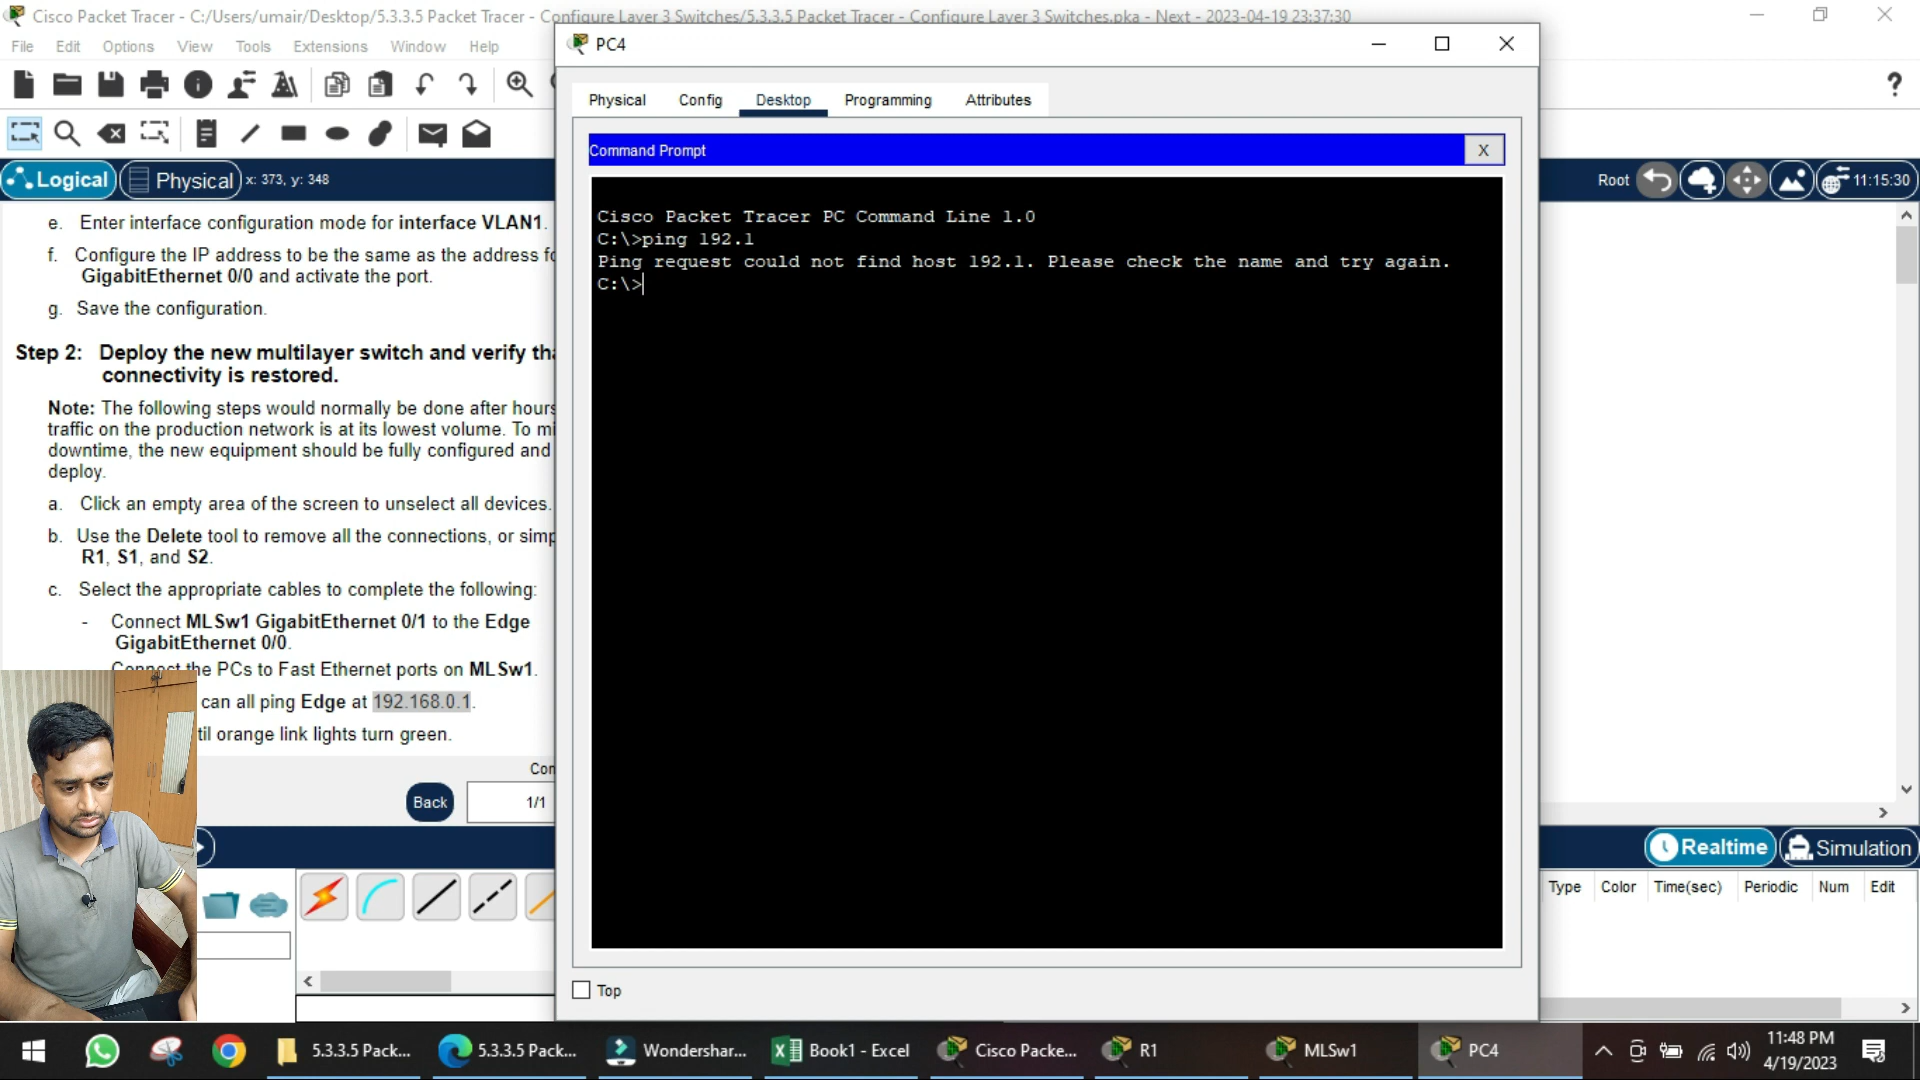 Cisco Packet Tracer - C:/Users/umair/Desktop/5.3.3.5 Packet Tracer - Configure Layer 3 Switches/5.3.3.5 Packet Tracer - Configure Layer 3 Switches.pka - Next - 2023-04-19 23:37:30
File Edit Options View Tools Extensions Window Help
PC4
Physical Config Desktop Programming Attributes
Command Prompt X
Logical Physical x: 373, y: 348
Root 11:15:30
Cisco Packet Tracer PC Command Line 1.0
C:\>ping 192.1
Ping request could not find host 192.1. Please check the name and try again.
C:\>
e. Enter interface configuration mode for interface VLAN1.
f. Configure the IP address to be the same as the address fo
GigabitEthernet 0/0 and activate the port.
g. Save the configuration.
Step 2: Deploy the new multilayer switch and verify tha
connectivity is restored.
Note: The following steps would normally be done after hours
traffic on the production network is at its lowest volume. To mi
downtime, the new equipment should be fully configured and
deploy.
a. Click an empty area of the screen to unselect all devices.
b. Use the Delete tool to remove all the connections, or simp
R1, S1, and S2.
c. Select the appropriate cables to complete the following:
- Connect MLSw1 GigabitEthernet 0/1 to the Edge
GigabitEthernet 0/0.
Connect the PCs to Fast Ethernet ports on MLSw1.
can all ping Edge at 192.168.0.1.
til orange link lights turn green.
Con
Back 1/1
Top
Realtime Simulation
Type Color Time(sec) Periodic Num Edit
5.3.3.5 Pack... 5.3.3.5 Pack... Wondershar... Book1 - Excel Cisco Packe... R1 MLSw1 PC4
11:48 PM
4/19/2023